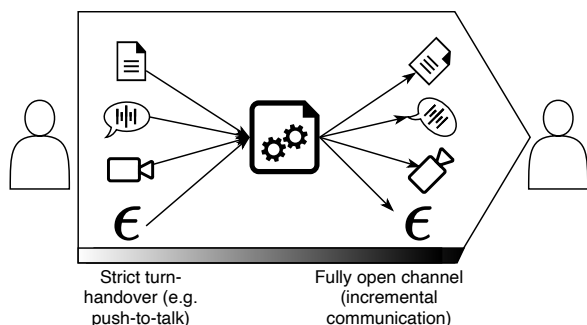 ϵ
ϵ
Strict turn-
handover (e.g.
push-to-talk)
Fully open channel
(incremental
communication)